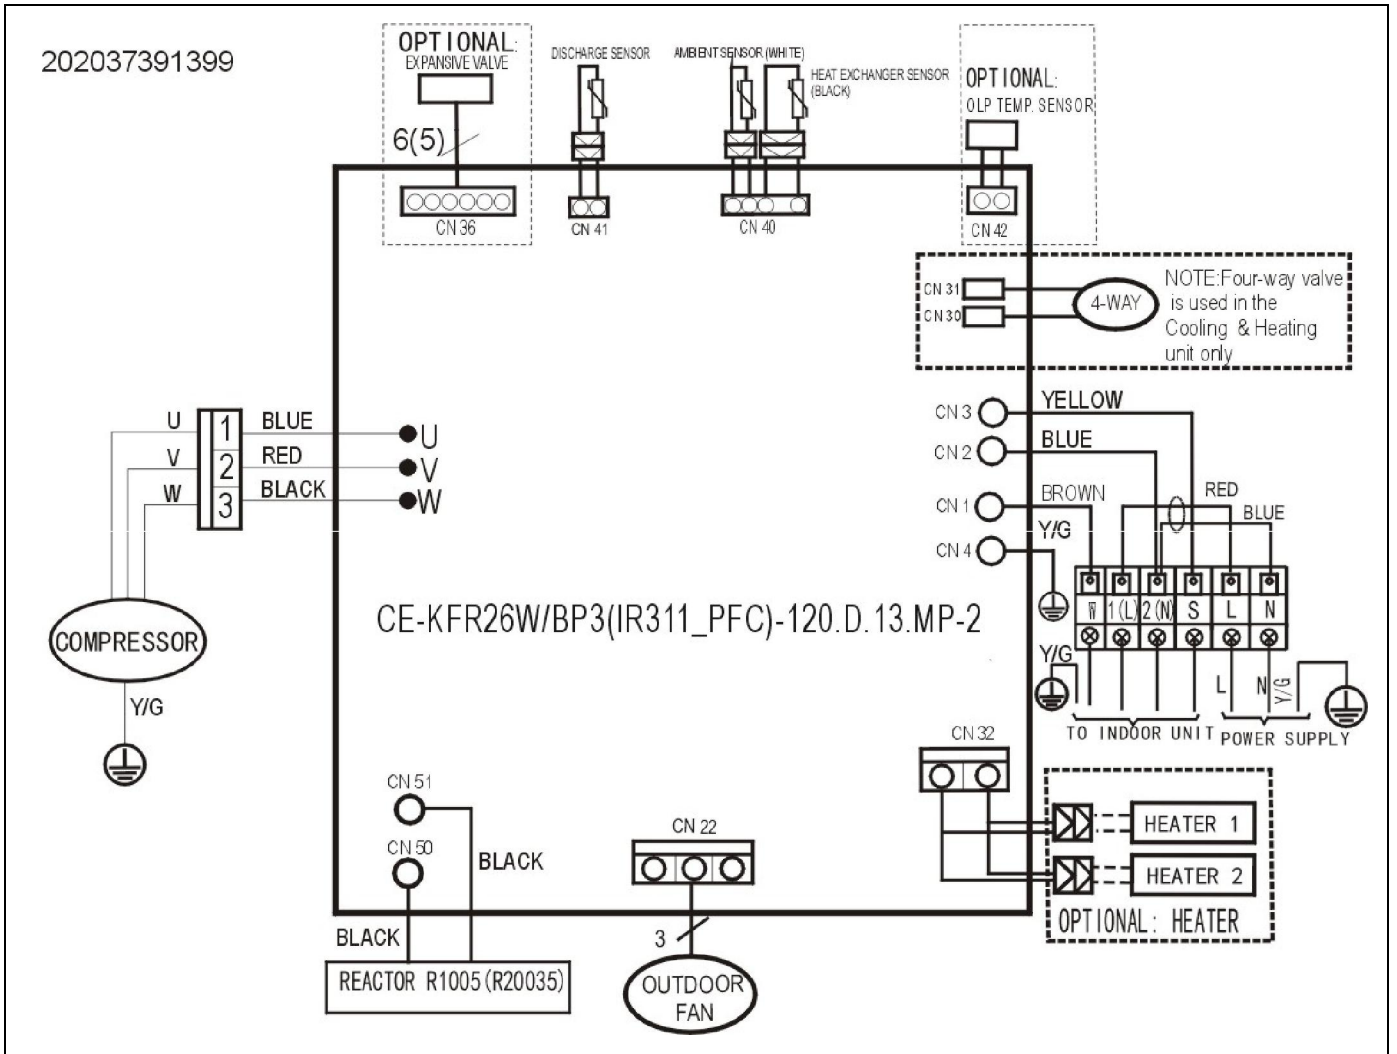 202037391399
OPTIONAL:
EXPANSIVE VALVE
6(5)
CN 36
DISCHARGE SENSOR
CN 41
AMBIENT SENSOR (WHITE)
HEAT EXCHANGER SENSOR
(BLACK)
CN 40
OPTIONAL:
OLP TEMP. SENSOR
CN 42
CN 31
CN 30
4-WAY
NOTE:Four-way valve
is used in the
Cooling & Heating
unit only
U
V
W
1
2
3
BLUE
RED
BLACK
U
V
W
COMPRESSOR
Y/G
CN 3
CN 2
CN 1
CN 4
YELLOW
BLUE
BROWN
Y/G
RED
BLUE
1(L) 2(N) S L N
Y/G
L N Y/G
TO INDOOR UNIT
POWER SUPPLY
CE-KFR26W/BP3(IR311_PFC)-120.D.13.MP-2
CN 32
HEATER 1
HEATER 2
OPTIONAL: HEATER
CN 51
CN 50
BLACK
BLACK
REACTOR R1005(R20035)
CN 22
3
OUTDOOR
FAN